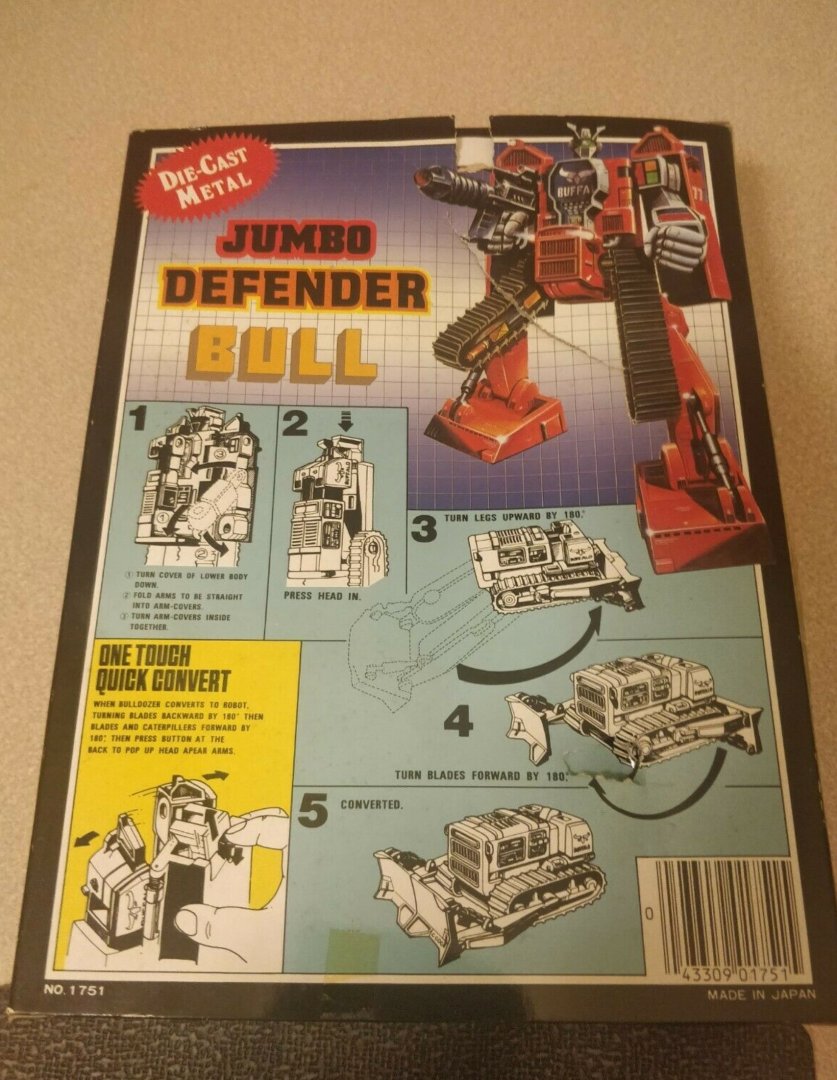 DIE-CAST
METAL
JUMBO
DEFENDER
BULL
BUFFA
77
1
① TURN COVER OF LOWER BODY
DOWN.
② FOLD ARMS TO BE STRAIGHT
INTO ARM-COVERS.
③ TURN ARM-COVERS INSIDE
TOGETHER.
2
PRESS HEAD IN.
3 TURN LEGS UPWARD BY 180.°
ONE TOUCH
QUICK CONVERT
WHEN BULLDOZER CONVERTS TO ROBOT,
TURNING BLADES BACKWARD BY 180° THEN
BLADES AND CATERPILLERS FORWARD BY
180°. THEN PRESS BUTTON AT THE
BACK TO POP UP HEAD APEAR ARMS.
4
TURN BLADES FORWARD BY 180.°
5 CONVERTED.
0 43309 01751
NO. 1751
MADE IN JAPAN